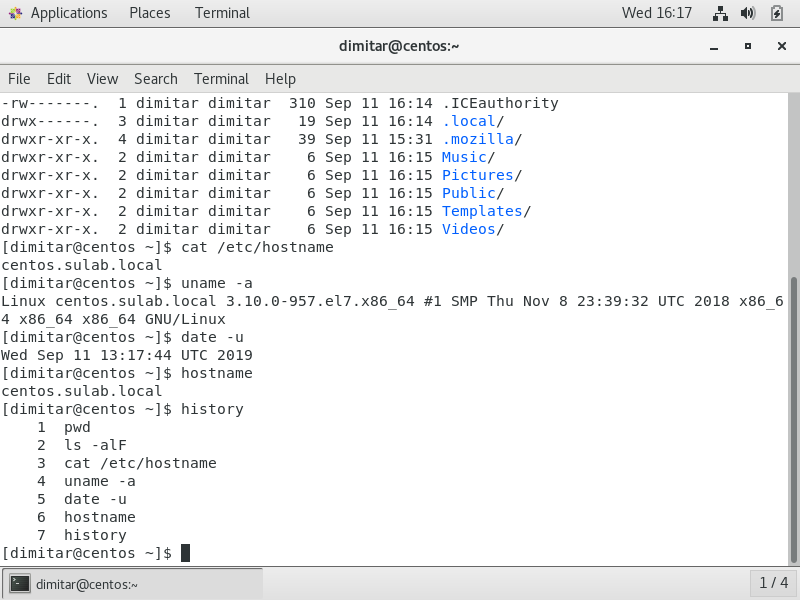 Applications Places Terminal Wed 16:17
dimitar@centos:~
File Edit View Search Terminal Help
-rw-------.  1 dimitar dimitar  310 Sep 11 16:14 .ICEauthority
drwx------.  3 dimitar dimitar   19 Sep 11 16:14 .local/
drwxr-xr-x.  4 dimitar dimitar   39 Sep 11 15:31 .mozilla/
drwxr-xr-x.  2 dimitar dimitar    6 Sep 11 16:15 Music/
drwxr-xr-x.  2 dimitar dimitar    6 Sep 11 16:15 Pictures/
drwxr-xr-x.  2 dimitar dimitar    6 Sep 11 16:15 Public/
drwxr-xr-x.  2 dimitar dimitar    6 Sep 11 16:15 Templates/
drwxr-xr-x.  2 dimitar dimitar    6 Sep 11 16:15 Videos/
[dimitar@centos ~]$ cat /etc/hostname
centos.sulab.local
[dimitar@centos ~]$ uname -a
Linux centos.sulab.local 3.10.0-957.el7.x86_64 #1 SMP Thu Nov 8 23:39:32 UTC 2018 x86_6
4 x86_64 x86_64 GNU/Linux
[dimitar@centos ~]$ date -u
Wed Sep 11 13:17:44 UTC 2019
[dimitar@centos ~]$ hostname
centos.sulab.local
[dimitar@centos ~]$ history
    1  pwd
    2  ls -alF
    3  cat /etc/hostname
    4  uname -a
    5  date -u
    6  hostname
    7  history
[dimitar@centos ~]$
dimitar@centos:~ 1 / 4